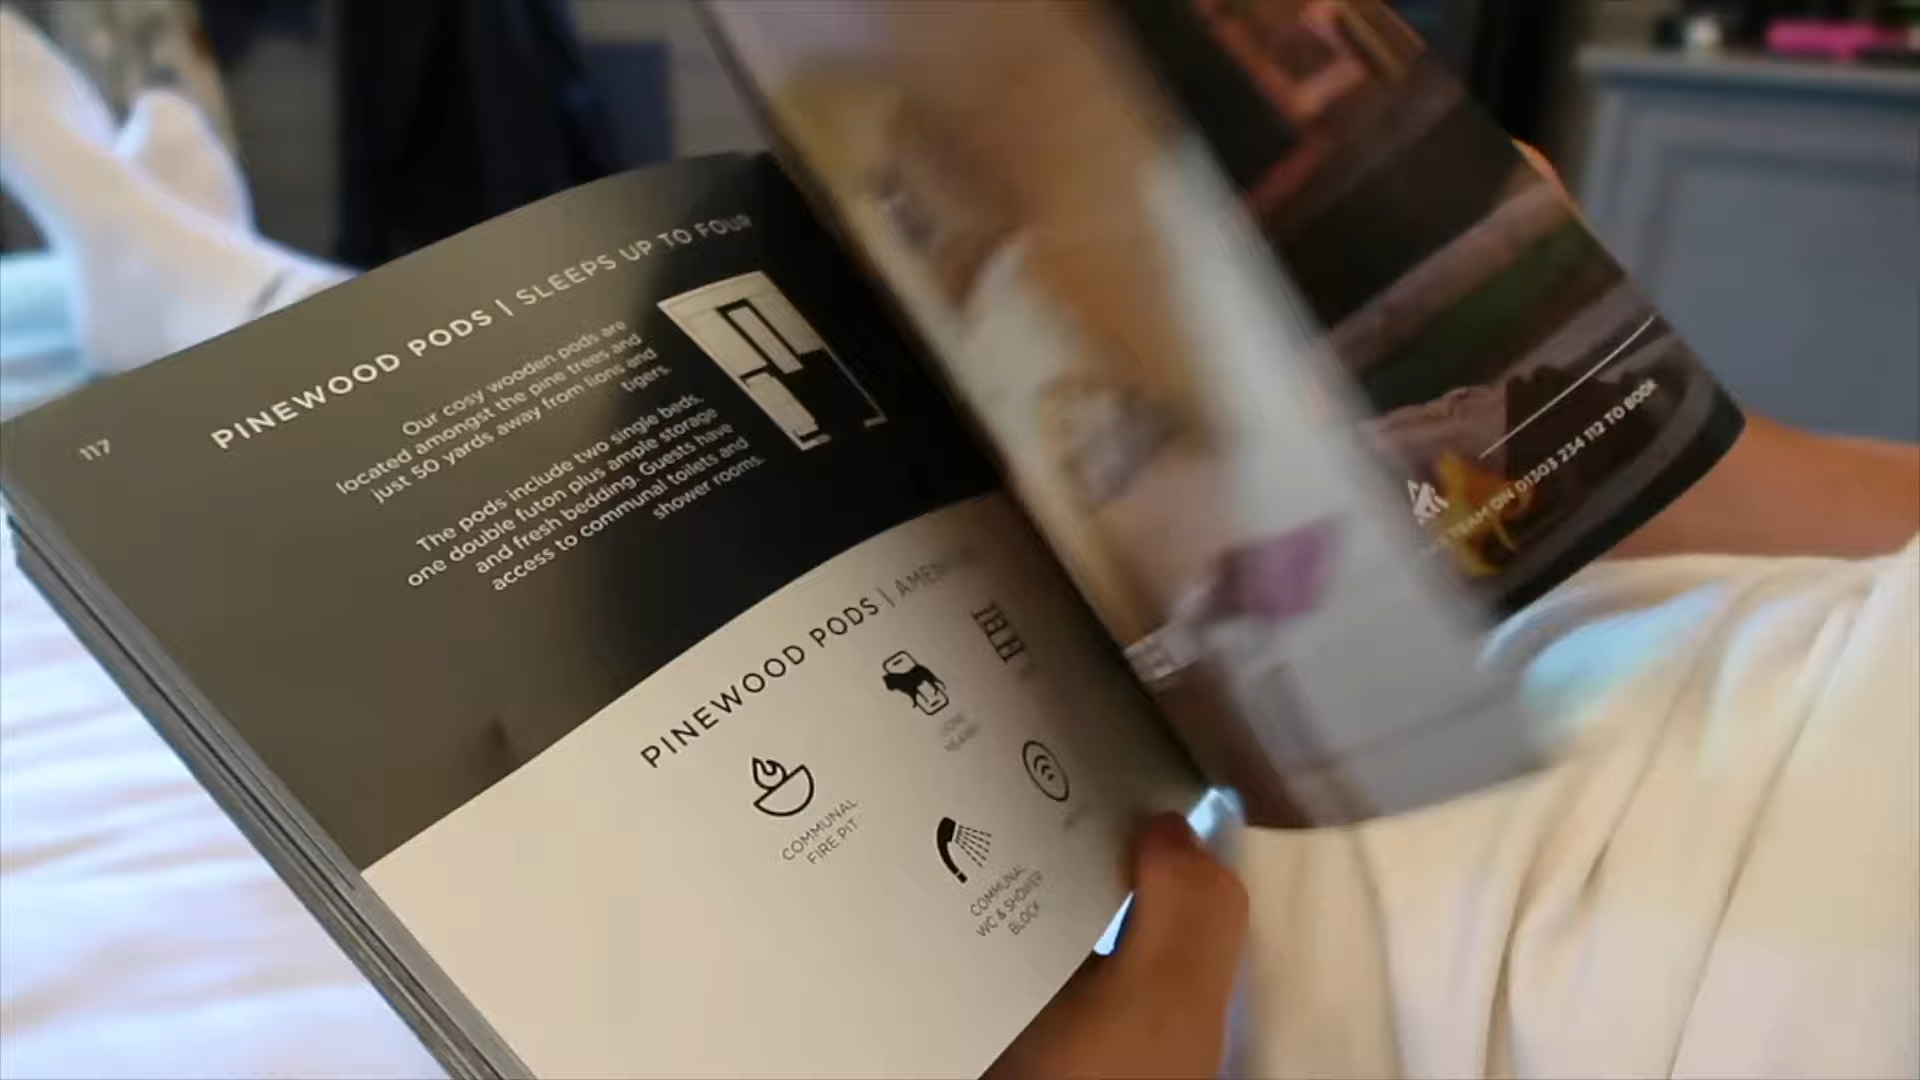 117
PINEWOOD PODS | SLEEPS UP TO FOUR
Our cosy wooden pods are
located amongst the pine trees and
just 50 yards away from lions and
tigers.
The pods include two single beds,
one double futon plus ample storage
and fresh bedding. Guests have
access to communal toilets and
shower rooms.
PINEWOOD PODS |
COMMUNAL
FIRE PIT
COMMUNAL
WC & SHOWER
BLOCK
TEAM ON 01303 234 112 TO BOOK